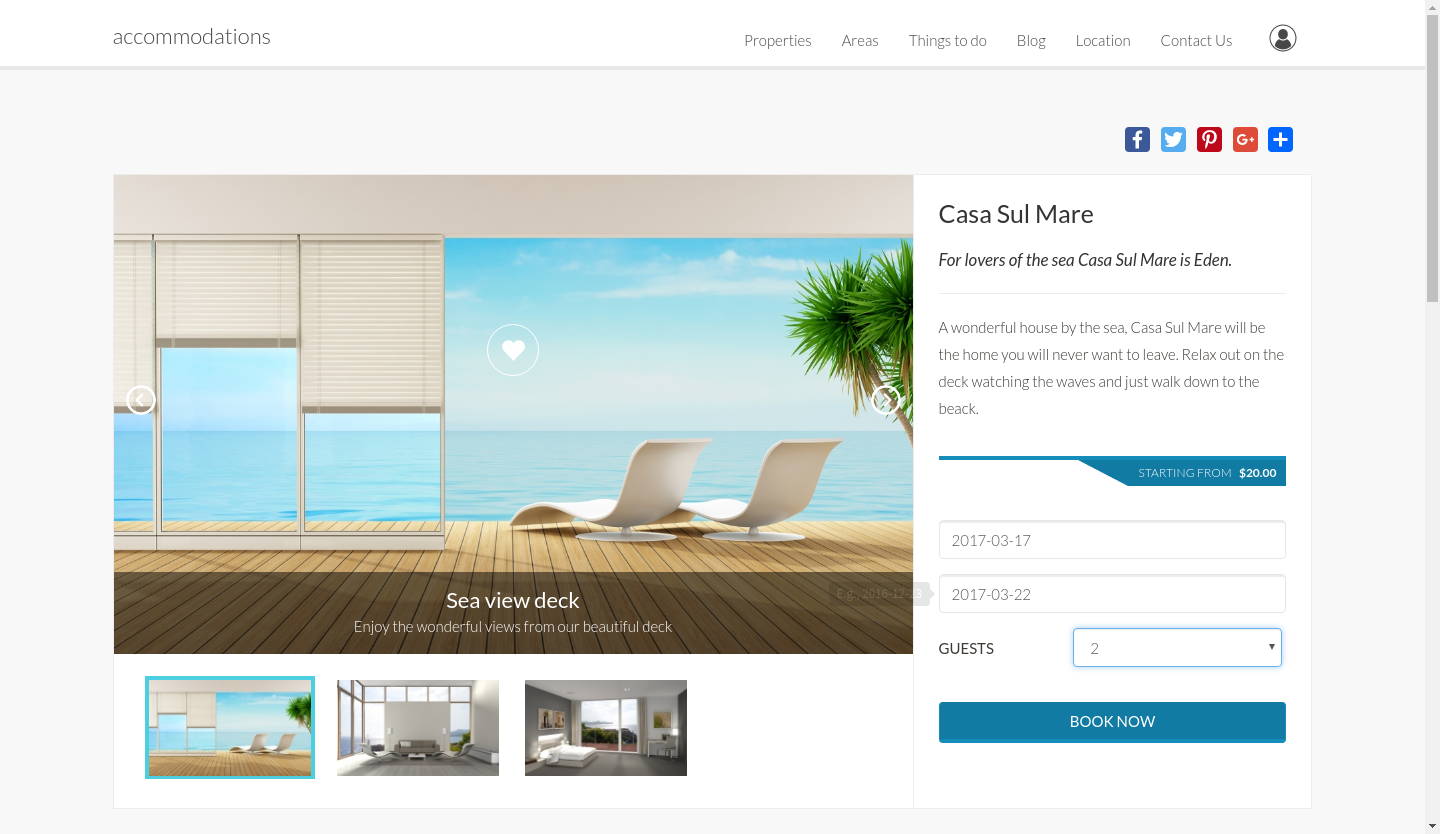 accommodations
Properties
Areas
Things to do
Blog
Location
Contact Us
Casa Sul Mare
For lovers of the sea Casa Sul Mare is Eden.
A wonderful house by the sea, Casa Sul Mare will be
the home you will never want to leave. Relax out on the
deck watching the waves and just walk down to the
beack.
STARTING FROM $20.00
2017-03-17
E.g., 2016-12-23
2017-03-22
GUESTS
2
BOOK NOW
Sea view deck
Enjoy the wonderful views from our beautiful deck